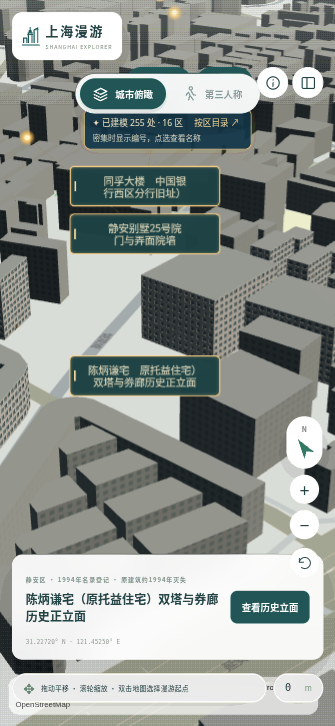 上海漫游
SHANGHAI EXPLORER
城市俯瞰
第三人称
✦ 已建模 255 处 · 16 区 按区目录 ↗
密集时显示编号，点选查看名称
同孚大楼 中国银
行西区分行旧址）
静安别墅25号院
门与弄面院墙
陈炳谦宅 原托益住宅）
双塔与券廊历史正立面
N
+
−
静安区 · 1994年名录登记 · 原建筑约1994年灭失
陈炳谦宅（原托益住宅）双塔与券廊
历史正立面
查看历史立面
31.22720° N · 121.45250° E
拖动平移 · 滚轮缩放 · 双击地图选择漫游起点
0 m
OpenStreetMap